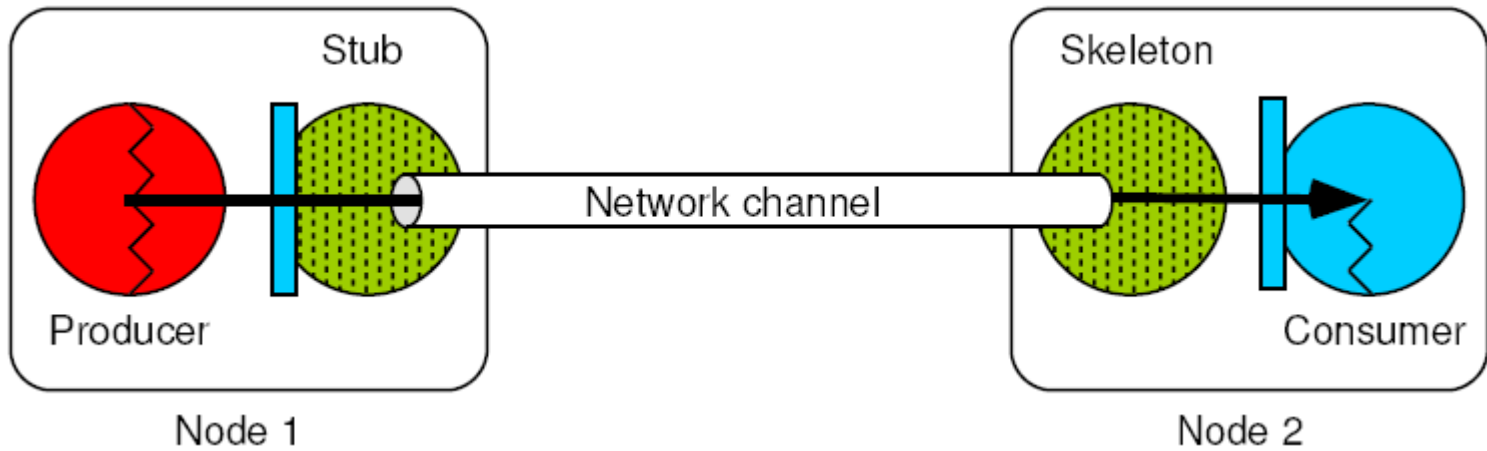 Stub
Skeleton
Network channel
Producer
Consumer
Node 1
Node 2